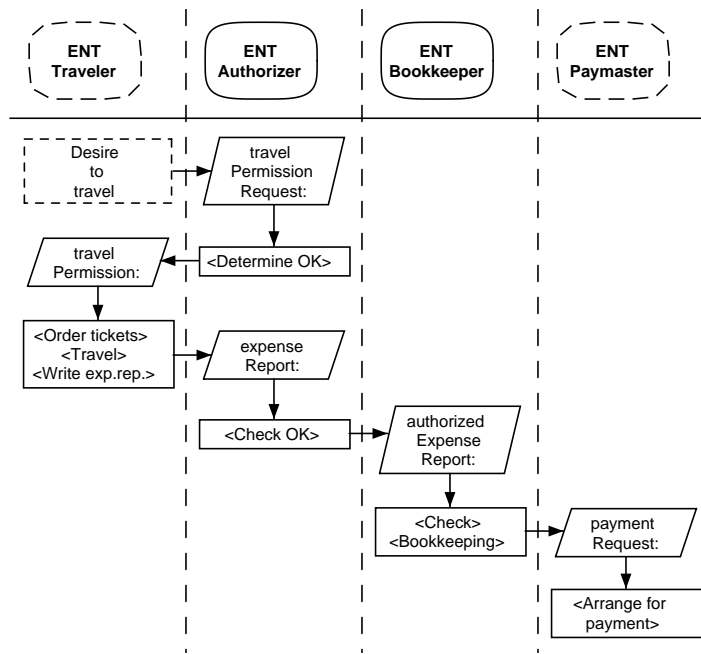 ENT
Traveler
ENT
Authorizer
ENT
Bookkeeper
ENT
Paymaster
Desire
to
travel
travel
Permission
Request:
travel
Permission:
<Determine OK>
<Order tickets>
<Travel>
<Write exp.rep.>
expense
Report:
<Check OK>
authorized
Expense
Report:
<Check>
<Bookkeeping>
payment
Request:
<Arrange for
payment>